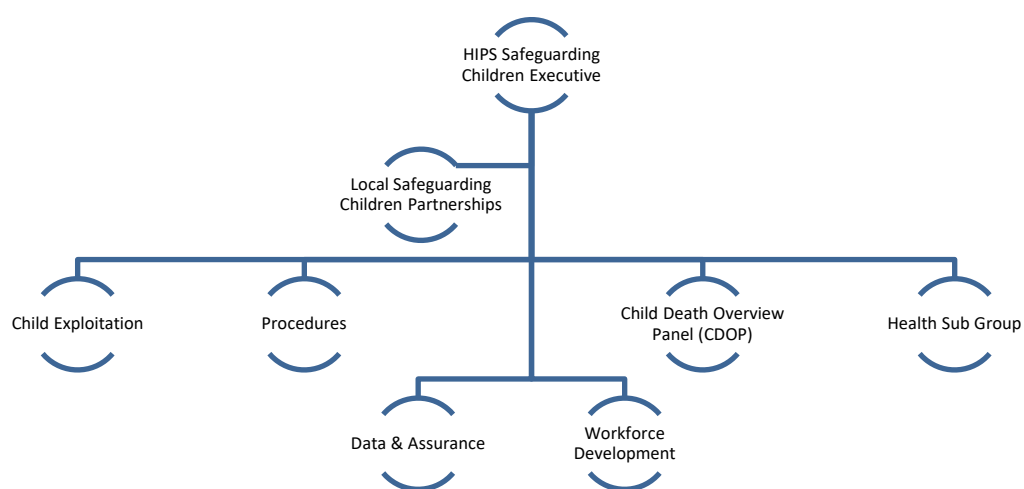 HIPS Safeguarding
Children Executive
Local Safeguarding
Children Partnerships
Child Exploitation
Procedures
Child Death Overview
Panel (CDOP)
Health Sub Group
Data & Assurance
Workforce
Development